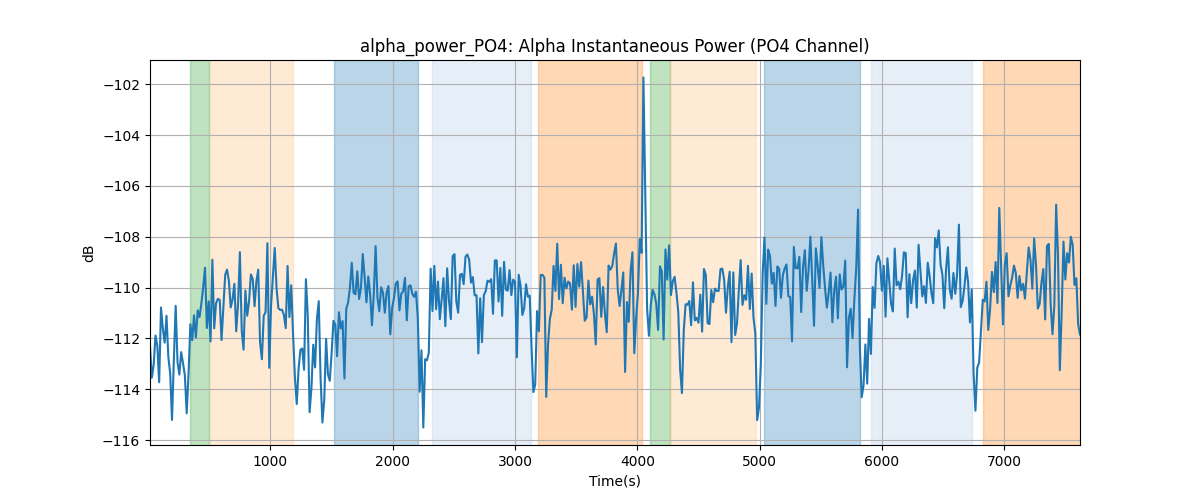 alpha_power_PO4: Alpha Instantaneous Power (PO4 Channel)
−102
−104
−106
−108
−110
−112
−114
−116
dB
1000 2000 3000 4000 5000 6000 7000
Time(s)